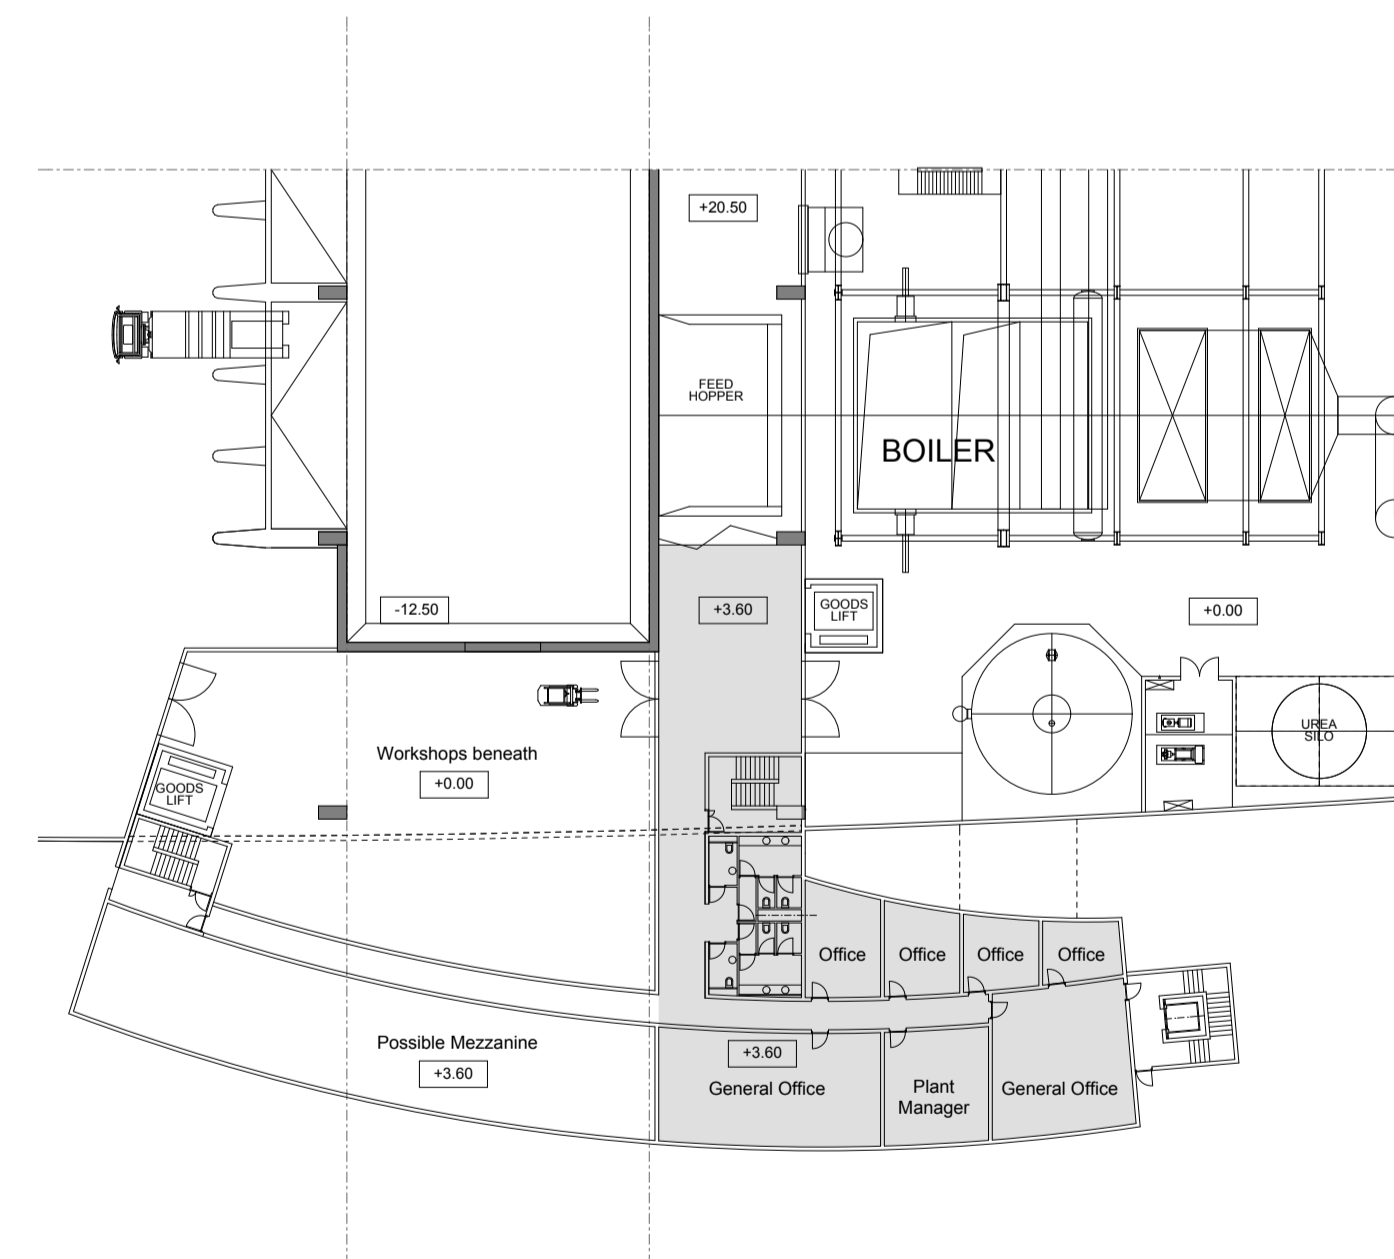 +20.50
FEED
HOPPER
BOILER
-12.50
+3.60
GOODS
LIFT
+0.00
UREA
SILO
Workshops beneath
+0.00
GOODS
LIFT
Office
Office
Office
Office
Possible Mezzanine
+3.60
+3.60
General Office
Plant
Manager
General Office